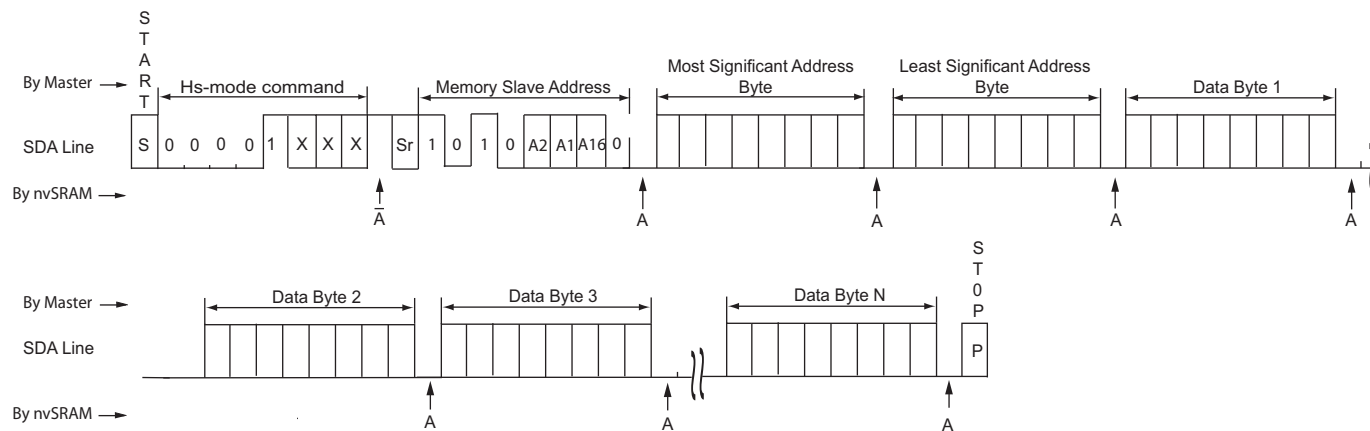 START
By Master
Hs-mode command
Memory Slave Address
Most Significant Address Byte
Least Significant Address Byte
Data Byte 1
SDA Line
S 0 0 0 0 1 X X X Sr 1 0 1 0 A2 A1 A16 0
By nvSRAM
A̅ A A A A
ST0P
By Master
Data Byte 2
Data Byte 3
Data Byte N
SDA Line
P
By nvSRAM
A A A